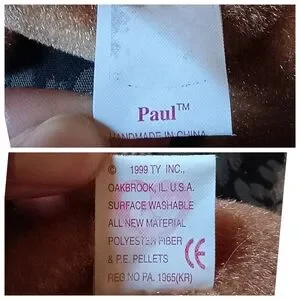 Paul™
HANDMADE IN CHINA
© 1999 TY INC.,
OAKBROOK, IL. U.S.A.
SURFACE WASHABLE
ALL NEW MATERIAL
POLYESTER FIBER
& P.E. PELLETS CE
REG NO PA. 1965(KR)